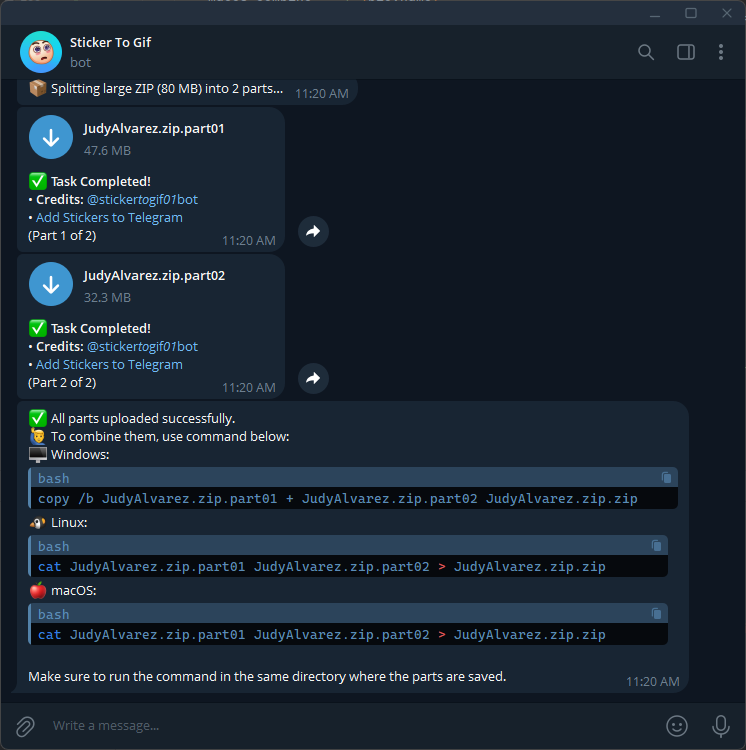 Sticker To Gif
bot
📦 Splitting large ZIP (80 MB) into 2 parts...
11:20 AM
JudyAlvarez.zip.part01
47.6 MB
✅ Task Completed!
• Credits: @stickertogif01bot
• Add Stickers to Telegram
(Part 1 of 2)
11:20 AM
JudyAlvarez.zip.part02
32.3 MB
✅ Task Completed!
• Credits: @stickertogif01bot
• Add Stickers to Telegram
(Part 2 of 2)
11:20 AM
✅ All parts uploaded successfully.
🙋‍♂️ To combine them, use command below:
🖥️ Windows:
bash
copy /b JudyAlvarez.zip.part01 + JudyAlvarez.zip.part02 JudyAlvarez.zip.zip
🐧 Linux:
bash
cat JudyAlvarez.zip.part01 JudyAlvarez.zip.part02 > JudyAlvarez.zip.zip
🍎 macOS:
bash
cat JudyAlvarez.zip.part01 JudyAlvarez.zip.part02 > JudyAlvarez.zip.zip
Make sure to run the command in the same directory where the parts are saved.
11:20 AM
Write a message...